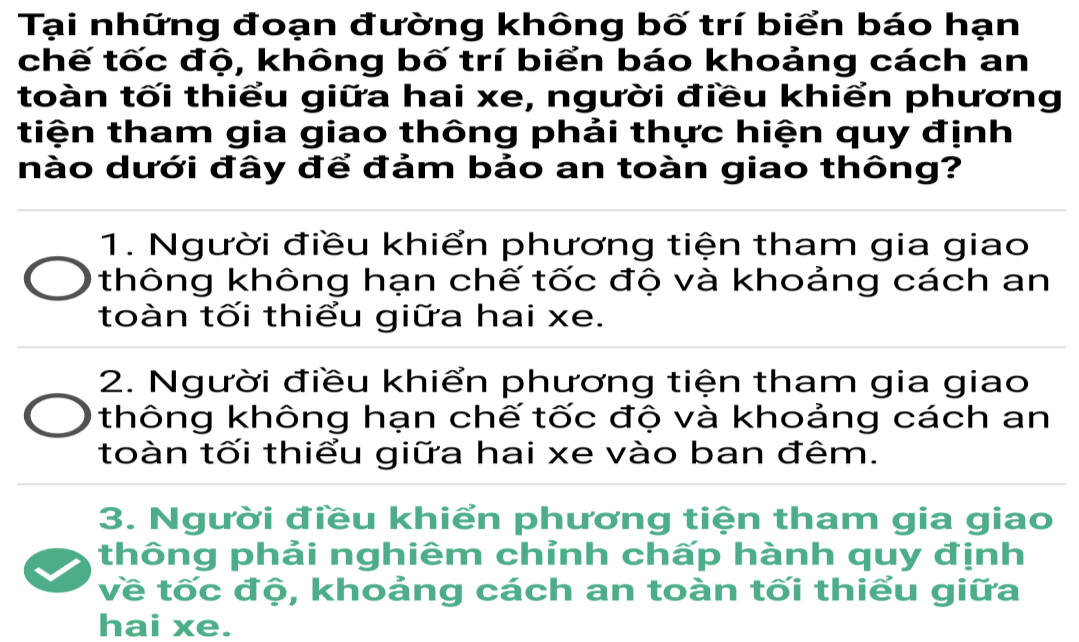 Tại những đoạn đường không bố trí biển báo hạn
chế tốc độ, không bố trí biển báo khoảng cách an
toàn tối thiểu giữa hai xe, người điều khiển phương
tiện tham gia giao thông phải thực hiện quy định
nào dưới đây để đảm bảo an toàn giao thông?
1. Người điều khiển phương tiện tham gia giao
thông không hạn chế tốc độ và khoảng cách an
toàn tối thiểu giữa hai xe.
2. Người điều khiển phương tiện tham gia giao
thông không hạn chế tốc độ và khoảng cách an
toàn tối thiểu giữa hai xe vào ban đêm.
3. Người điều khiển phương tiện tham gia giao
thông phải nghiêm chỉnh chấp hành quy định
về tốc độ, khoảng cách an toàn tối thiểu giữa
hai xe.